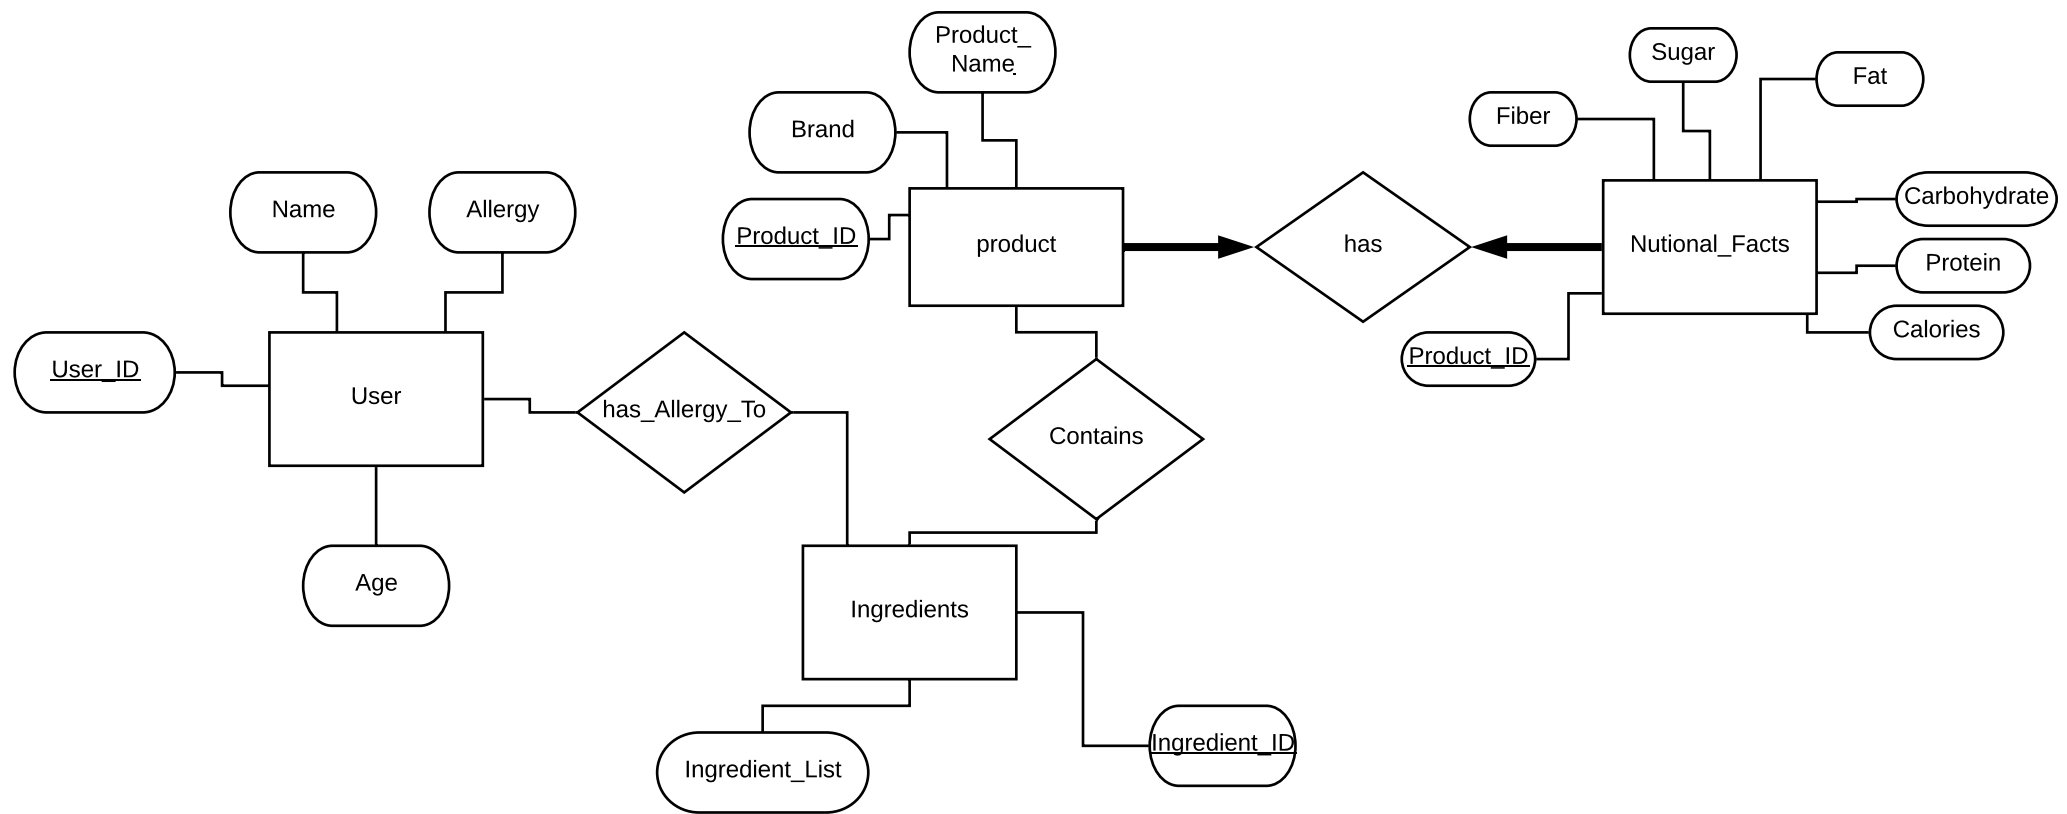 Product_
Name
Sugar
Fat
Fiber
Brand
Carbohydrate
Name
Allergy
Product_ID
product
has
Nutional_Facts
Protein
Calories
Product_ID
User_ID
User
has_Allergy_To
Contains
Age
Ingredients
Ingredient_ID
Ingredient_List